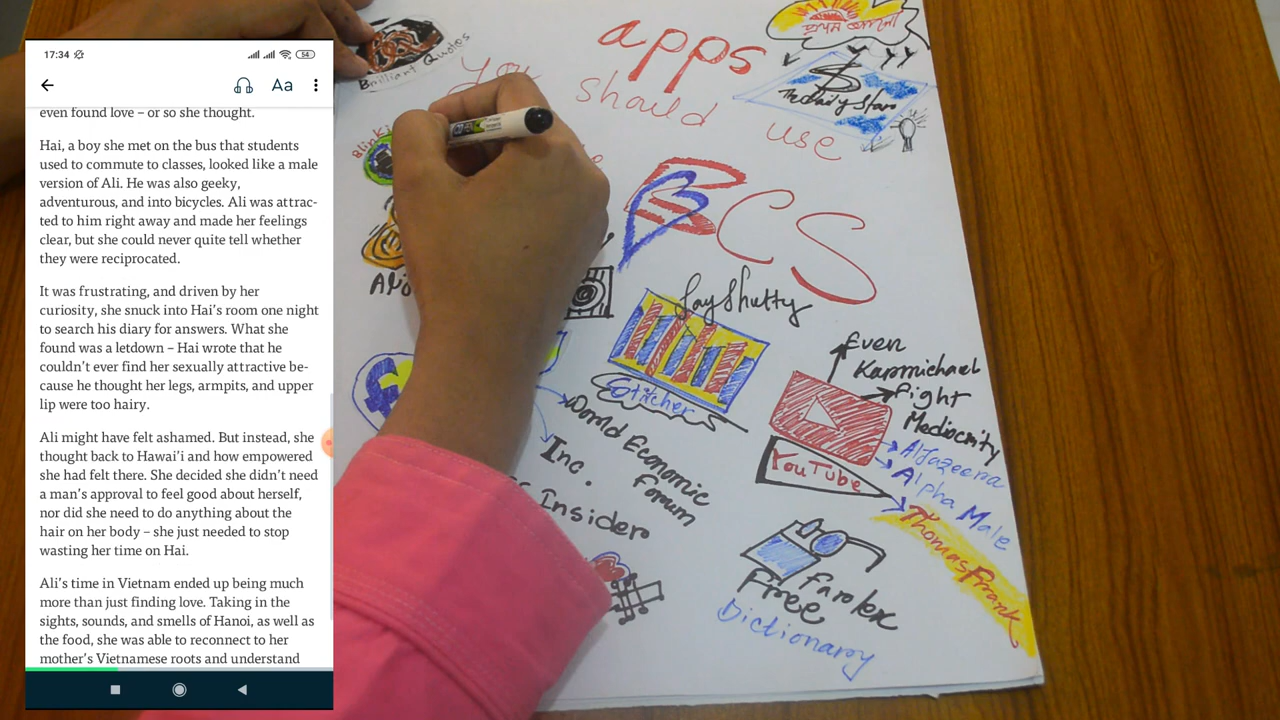 17:34
54
Aa
even found love – or so she thought.
Hai, a boy she met on the bus that students
used to commute to classes, looked like a male
version of Ali. He was also geeky,
adventurous, and into bicycles. Ali was attrac-
ted to him right away and made her feelings
clear, but she could never quite tell whether
they were reciprocated.
It was frustrating, and driven by her
curiosity, she snuck into Hai's room one night
to search his diary for answers. What she
found was a letdown – Hai wrote that he
couldn't ever find her sexually attractive be-
cause he thought her legs, armpits, and upper
lip were too hairy.
Ali might have felt ashamed. But instead, she
thought back to Hawai'i and how empowered
she had felt there. She decided she didn't need
a man's approval to feel good about herself,
nor did she need to do anything about the
hair on her body – she just needed to stop
wasting her time on Hai.
Ali's time in Vietnam ended up being much
more than just finding love. Taking in the
sights, sounds, and smells of Hanoi, as well as
the food, she was able to reconnect to her
mother's Vietnamese roots and understand
Brilliant Quotes
apps
you should use
BCS
প্রথম আলো
The Daily Star
Blinki
Jay Shutty
Stitcher
World Economic
Forum
Inc.
Insider
YouTube
Even
Karmichael
Fight
Mediocrity
AlJazeera
Alpha Male
Thomas Frank
Free
Farlex
Dictionary